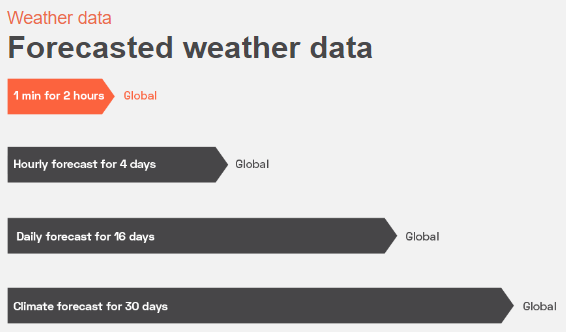 Weather data
Forecasted weather data
1 min for 2 hours Global
Hourly forecast for 4 days Global
Daily forecast for 16 days Global
Climate forecast for 30 days Global